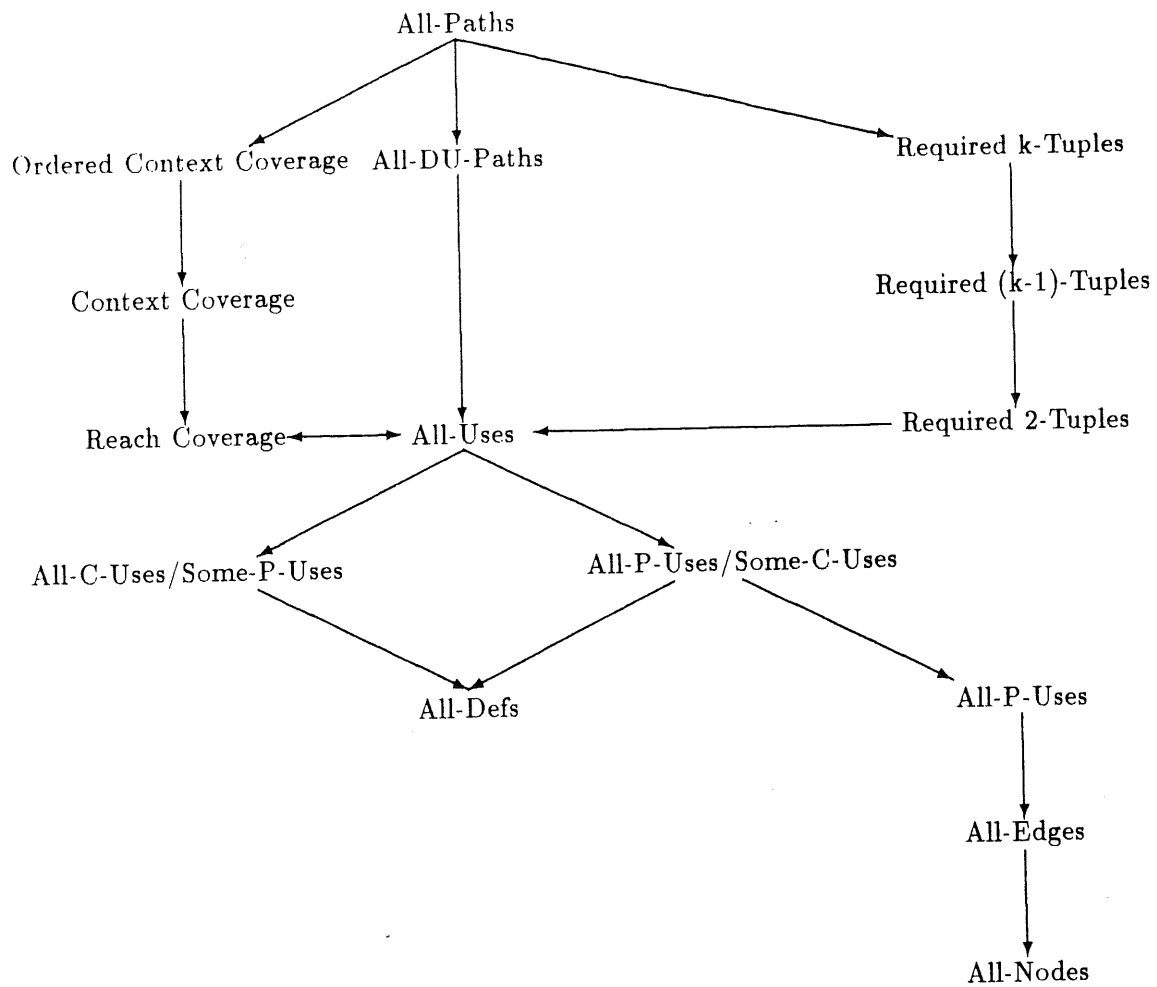 All-Paths
Ordered Context Coverage
All-DU-Paths
Required k-Tuples
Context Coverage
Required (k-1)-Tuples
Reach Coverage
All-Uses
Required 2-Tuples
All-C-Uses/Some-P-Uses
All-P-Uses/Some-C-Uses
All-Defs
All-P-Uses
All-Edges
All-Nodes